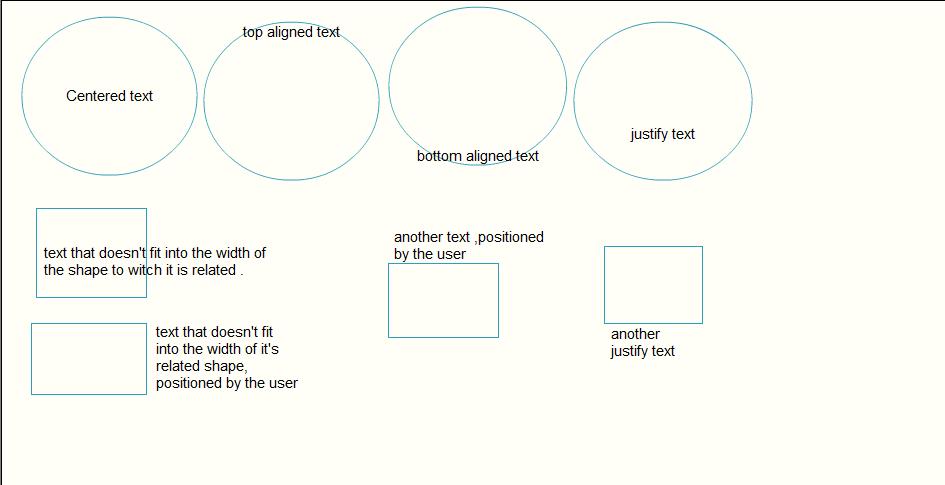 Centered text
top aligned text
bottom aligned text
justify text
text that doesn't fit into the width of
the shape to witch it is related .
another text ,positioned
by the user
text that doesn't fit
into the width of it's
related shape,
positioned by the user
another
justify text